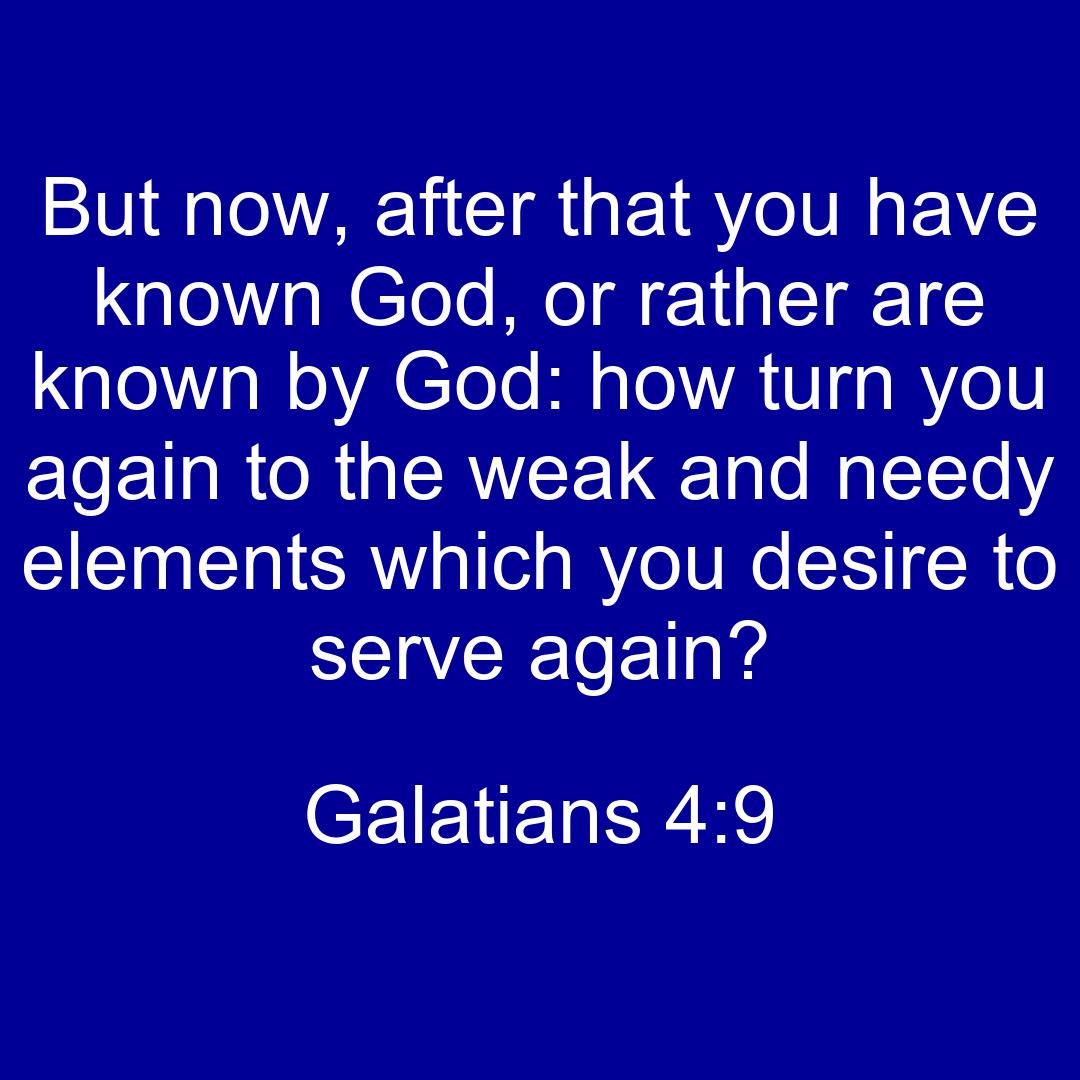 But now, after that you have
known God, or rather are
known by God: how turn you
again to the weak and needy
elements which you desire to
serve again?
Galatians 4:9